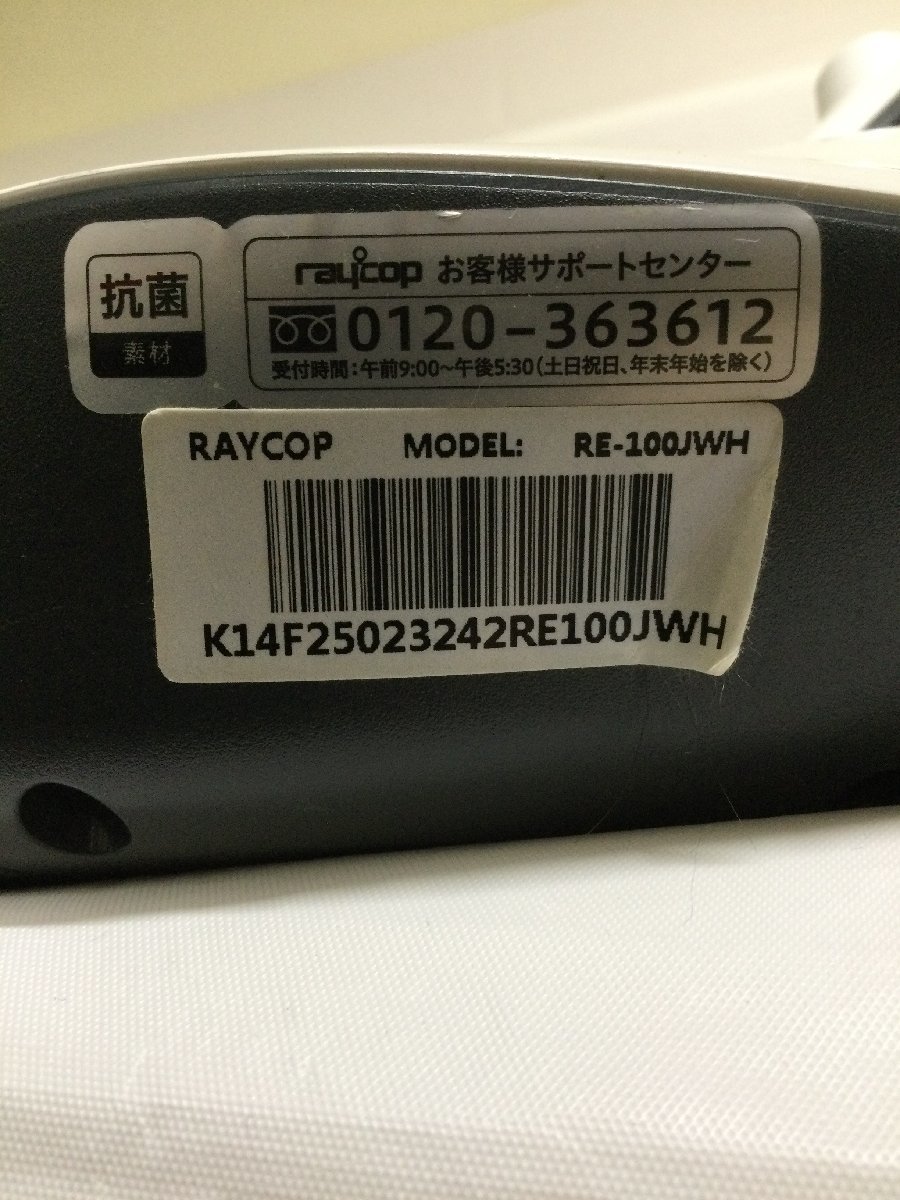 抗菌
素材
raycop お客様サポートセンター
0120-363612
受付時間:午前9:00〜午後5:30(土日祝日、年末年始を除く)
RAYCOP MODEL: RE-100JWH
K14F25023242RE100JWH